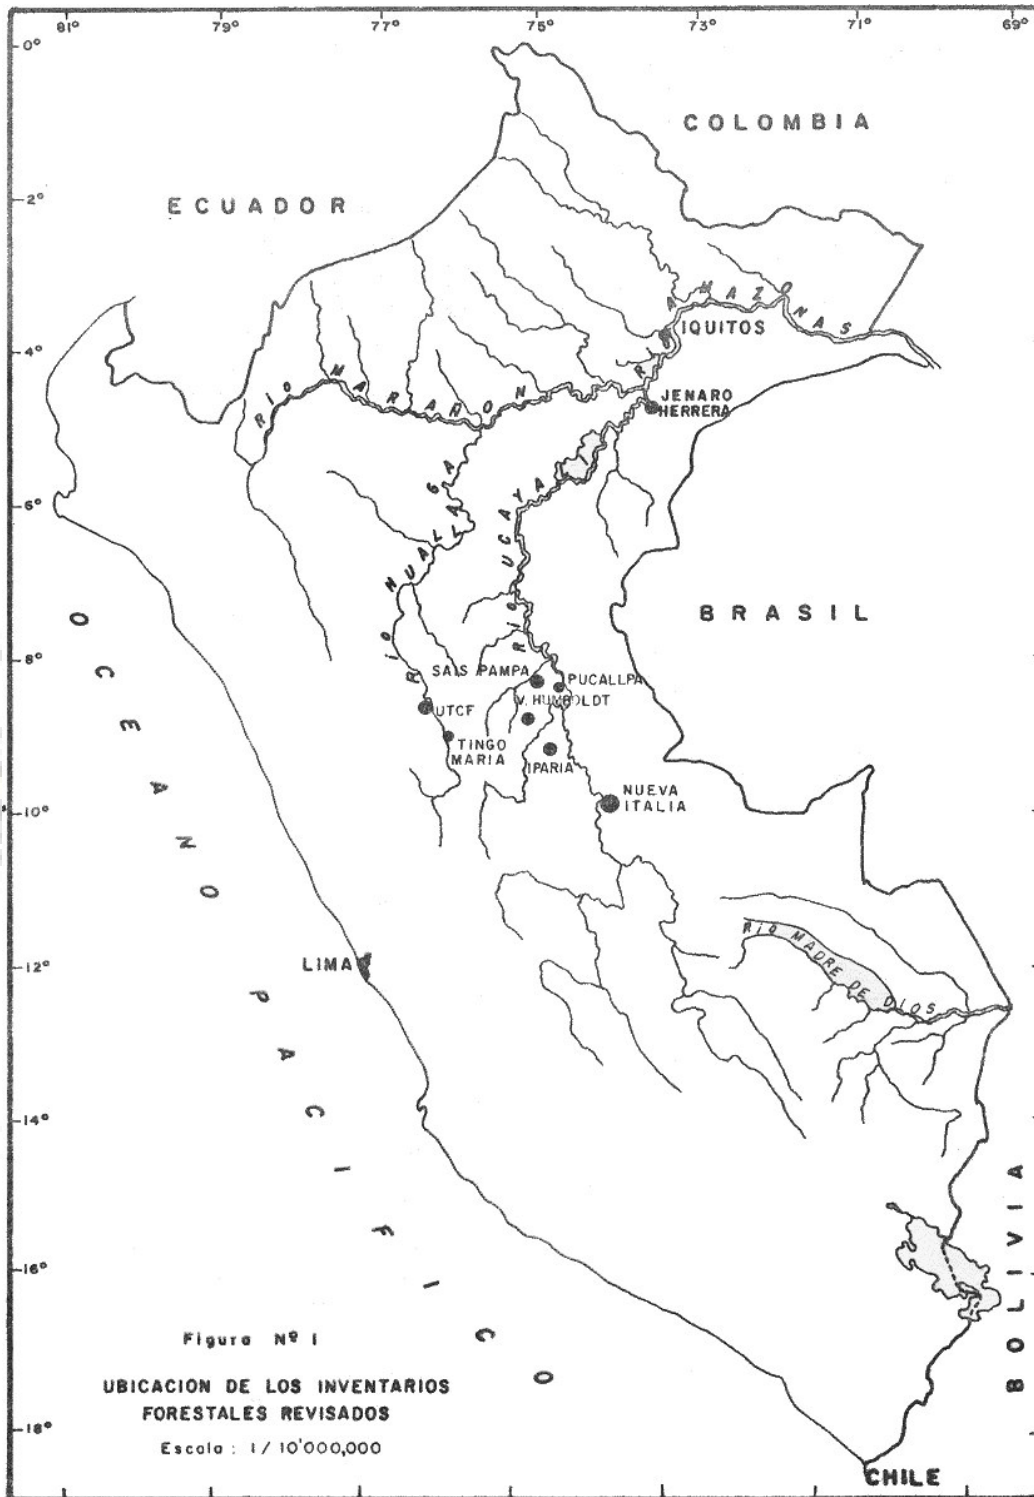 81° 79° 77° 75° 73° 71° 69°
0°
COLOMBIA
2°
ECUADOR
RIO AMAZONAS
IQUITOS
4°
RIO MARAÑON
JENARO
HERRERA
6°
RIO HUALLAGA
RIO UCAYALI
BRASIL
8°
SAIS PAMPA
PUCALLPA
V. HUMBOLDT
UTCF
TINGO
MARIA
IPARIA
NUEVA
ITALIA
10°
RIO MADRE DE DIOS
LIMA
12°
OCEANO PACIFICO
14°
BOLIVIA
16°
Figura Nº 1
UBICACION DE LOS INVENTARIOS
FORESTALES REVISADOS
18°
Escala : 1/10'000,000
CHILE